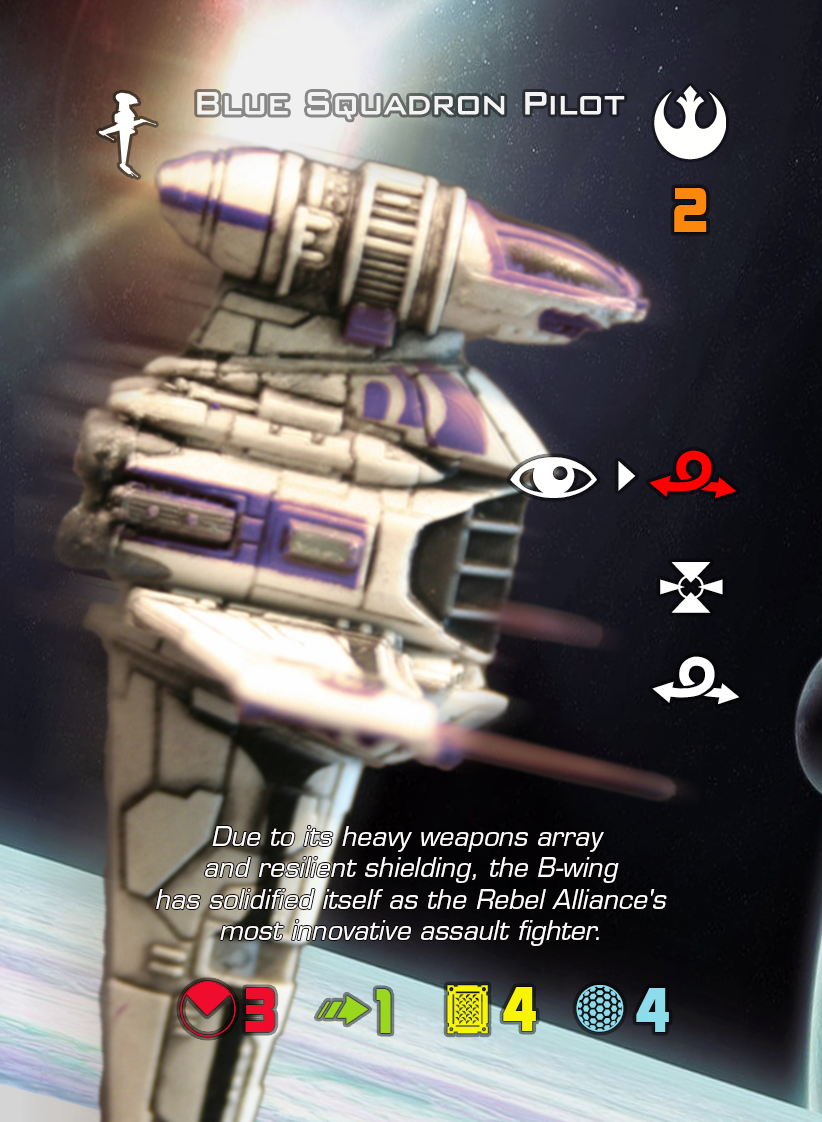 Blue Squadron Pilot
2
Due to its heavy weapons array
and resilient shielding, the B-wing
has solidified itself as the Rebel Alliance's
most innovative assault fighter.
3 1 4 4